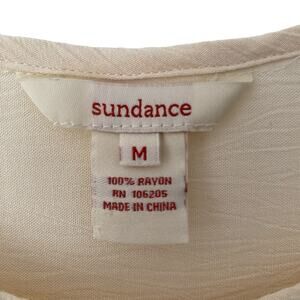 sundance
M
100% RAYON
RN 106205
MADE IN CHINA